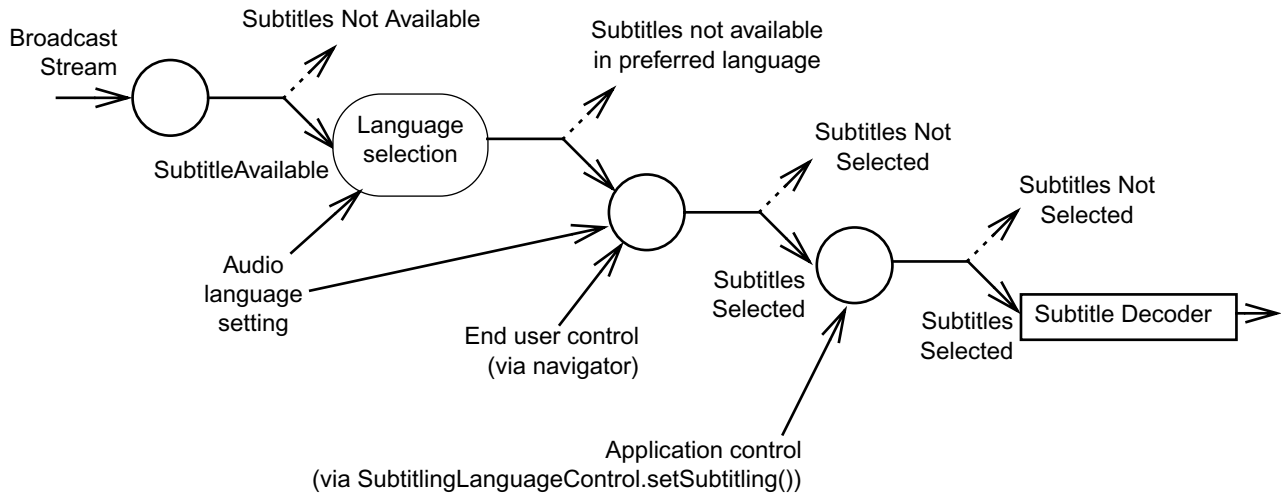 Subtitles Not Available
Broadcast
Stream
Subtitles not available
in preferred language
Language
selection
SubtitleAvailable
Subtitles Not
Selected
Subtitles Not
Selected
Audio
language
setting
Subtitles
Selected
End user control
(via navigator)
Subtitles
Selected
Subtitle Decoder
Application control
(via SubtitlingLanguageControl.setSubtitling())